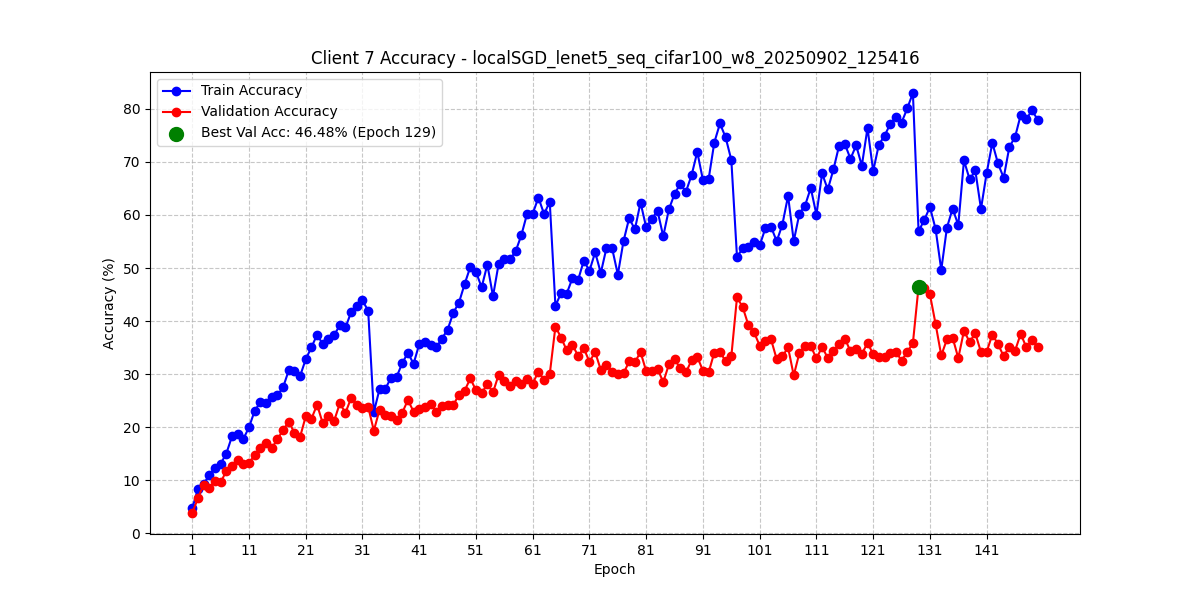 Client 7 Accuracy - localSGD_lenet5_seq_cifar100_w8_20250902_125416
Train Accuracy
Validation Accuracy
Best Val Acc: 46.48% (Epoch 129)
Accuracy (%)
80
70
60
50
40
30
20
10
0
1 11 21 31 41 51 61 71 81 91 101 111 121 131 141
Epoch